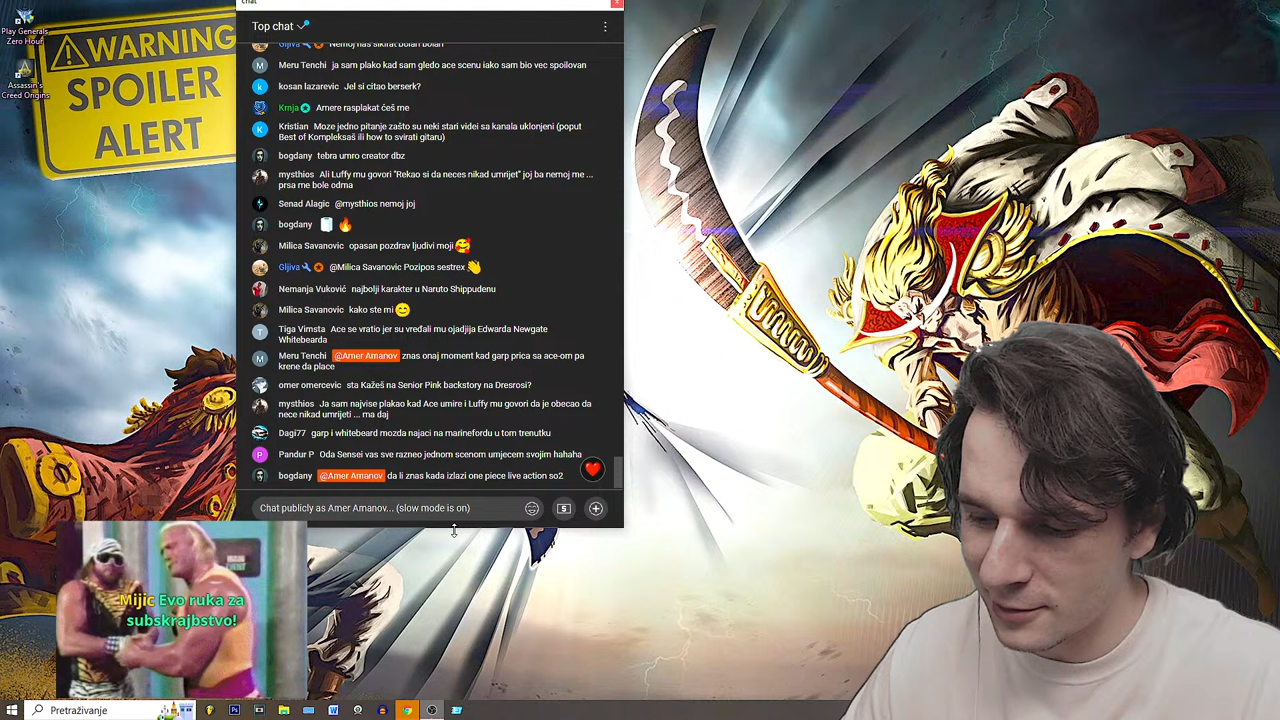 Play Generals
Zero Hour
Assassin's
Creed Origins
WARNING
SPOILER
ALERT
Chat
Top chat
Gljiva Nemoj nas sikirat bolan bolan
Meru Tenchi ja sam plako kad sam gledo ace scenu iako sam bio vec spoilovan
kosan lazarevic Jel si citao berserk?
Krnja Amere rasplakat ćeš me
Kristian Moze jedno pitanje zašto su neki stari videi sa kanala uklonjeni (poput
Best of Kompleksaš ili how to svirati gitaru)
bogdany tebra umro creator dbz
mysthios Ali Luffy mu govori "Rekao si da neces nikad umrijet" joj ba nemoj me ...
prsa me bole odma
Senad Alagic @mysthios nemoj joj
bogdany
Milica Savanovic opasan pozdrav ljudivi moji
Gljiva @Milica Savanovic Pozipos sestrex
Nemanja Vuković najbolji karakter u Naruto Shippudenu
Milica Savanovic kako ste mi
Tiga Vimsta Ace se vratio jer su vređali mu ojadjija Edwarda Newgate
Whitebearda
Meru Tenchi @Amer Amanov znas onaj moment kad garp prica sa ace-om pa
krene da place
omer omercevic sta Kažeš na Senior Pink backstory na Dresrosi?
mysthios Ja sam najvise plakao kad Ace umire i Luffy mu govori da je obecao da
nece nikad umrijeti ... ma daj
Dagi77 garp i whitebeard mozda najaci na marinefordu u tom trenutku
Pandur P Oda Sensei vas sve razneo jednom scenom umjecem svojim hahaha
bogdany @Amer Amanov da li znas kada izlazi one piece live action so2
Chat publicly as Amer Amanov... (slow mode is on)
Mijic Evo ruka za
subskrajbstvo!
Pretraživanje